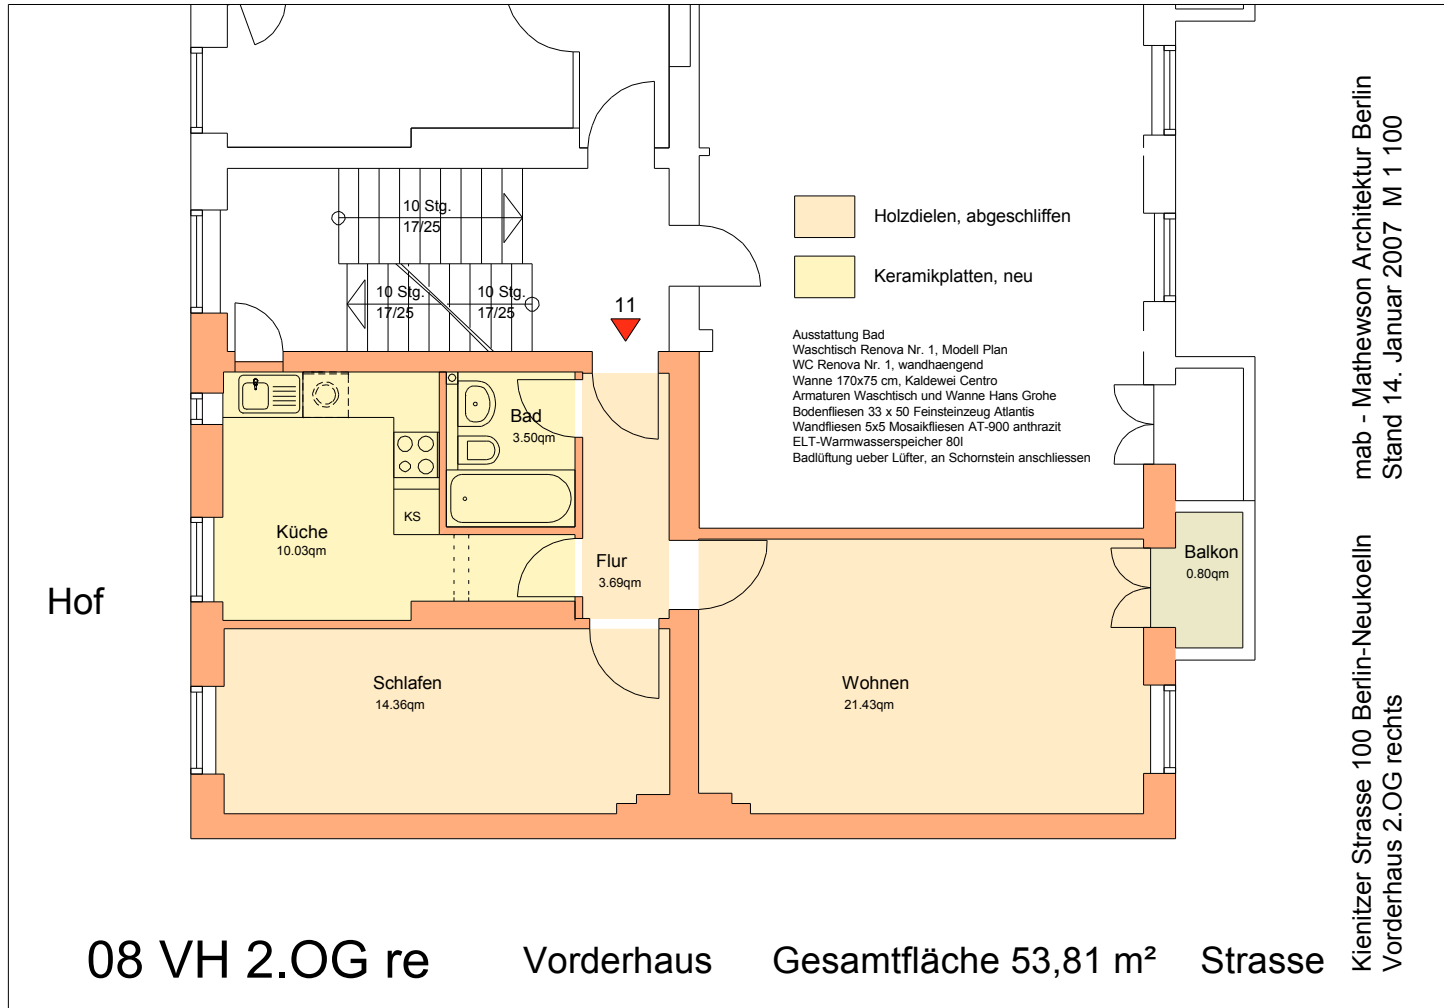 10 Stg.
17/25
10 Stg.
17/25
10 Stg.
17/25
11
Holzdielen, abgeschliffen
Keramikplatten, neu
Ausstattung Bad
Waschtisch Renova Nr. 1, Modell Plan
WC Renova Nr. 1, wandhaengend
Wanne 170x75 cm, Kaldewei Centro
Armaturen Waschtisch und Wanne Hans Grohe
Bodenfliesen 33 x 50 Feinsteinzeug Atlantis
Wandfliesen 5x5 Mosaikfliesen AT-900 anthrazit
ELT-Warmwasserspeicher 80l
Badlüftung ueber Lüfter, an Schornstein anschliessen
Bad
3.50qm
KS
Küche
10.03qm
Flur
3.69qm
Balkon
0.80qm
Hof
Schlafen
14.36qm
Wohnen
21.43qm
mab - Mathewson Architektur Berlin
Stand 14. Januar 2007 M 1 100
Kienitzer Strasse 100 Berlin-Neukoelln
Vorderhaus 2.OG rechts
08 VH 2.OG re
Vorderhaus
Gesamtfläche 53,81 m²
Strasse